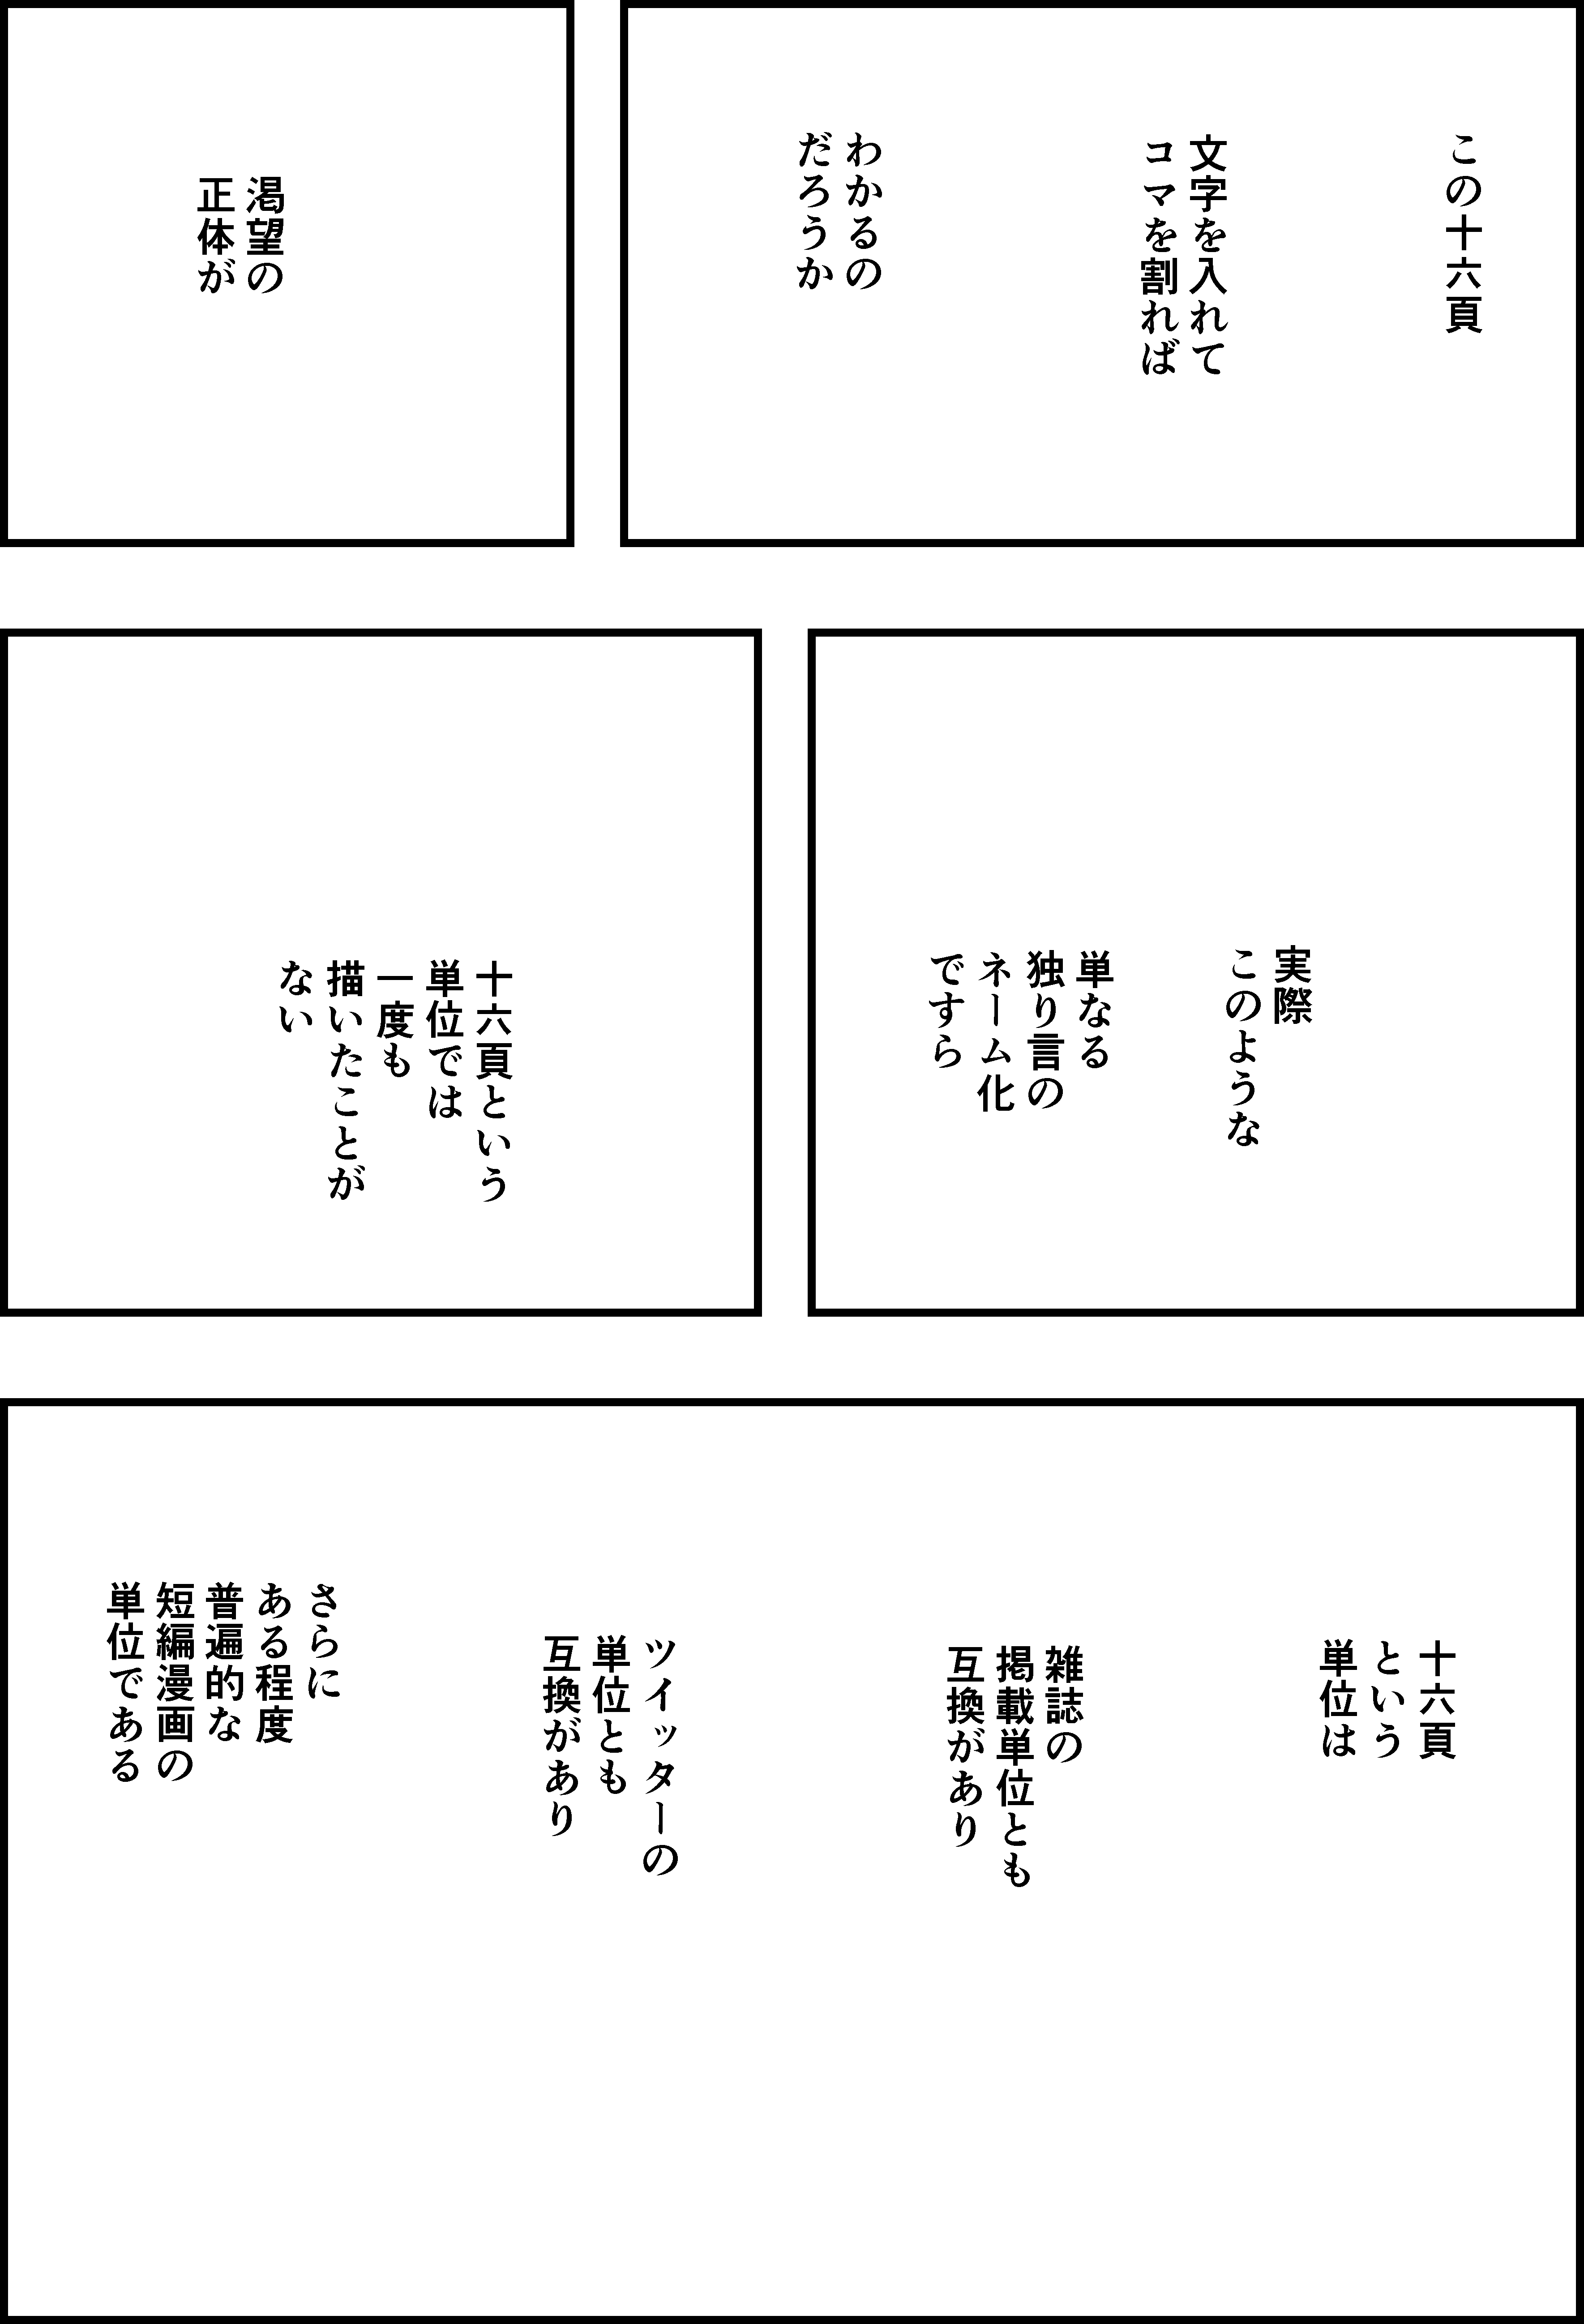 この十六頁
文字を入れて
コマを割れば
わかるの
だろうか
渇望の
正体が
実際
このような
単なる
独り言の
ネーム化
ですら
十六頁という
単位では
一度も
描いたことが
ない
十六頁
という
単位は
雑誌の
掲載単位とも
互換があり
ツイッターの
単位とも
互換があり
さらに
ある程度
普遍的な
短編漫画の
単位である